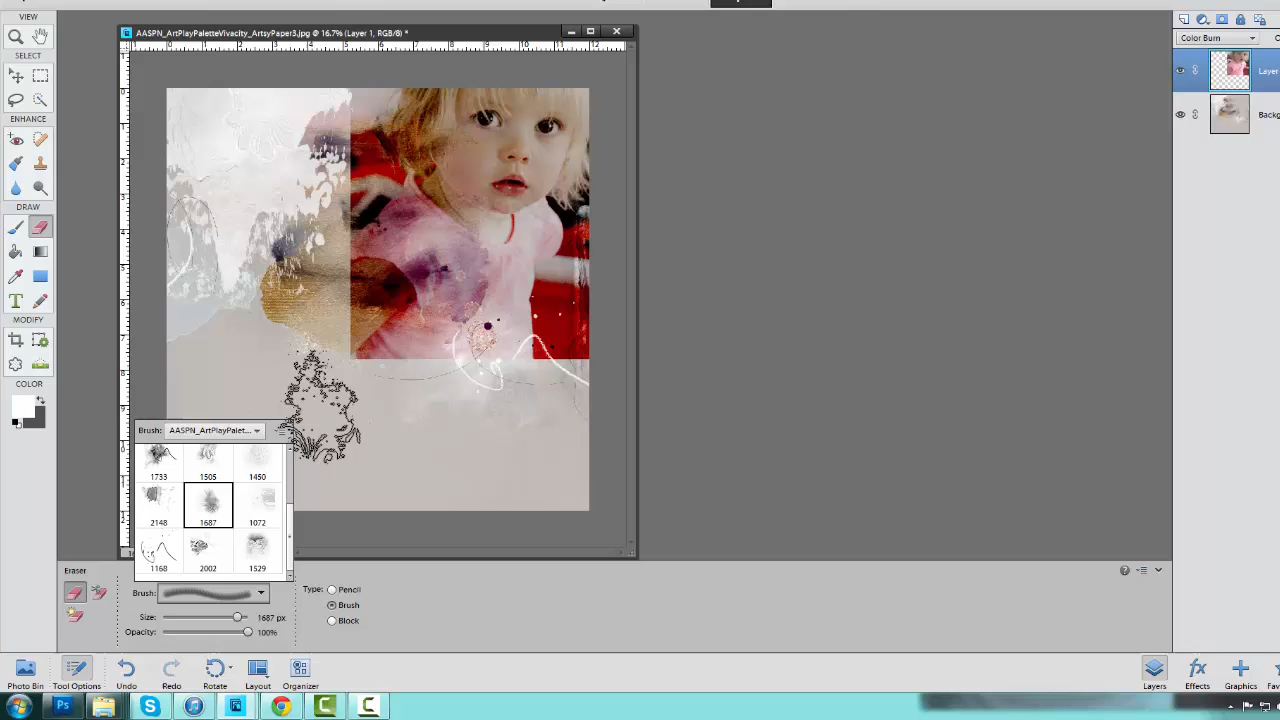 VIEW
AASPN_ArtPlayPaletteVivacity_ArtsyPaper3.jpg @ 16.7% (Layer 1, RGB/8) *
Color Burn
SELECT
Layer
Backg
ENHANCE
DRAW
MODIFY
COLOR
Brush: AASPN_ArtPlayPalet...
1733 1505 1450
2148 1687 1072
1168 2002 1529
Eraser
Brush:
Size: 1687 px
Opacity: 100%
Type: Pencil
Brush
Block
Photo Bin Tool Options Undo Redo Rotate Layout Organizer Layers Effects Graphics Fav
Ps